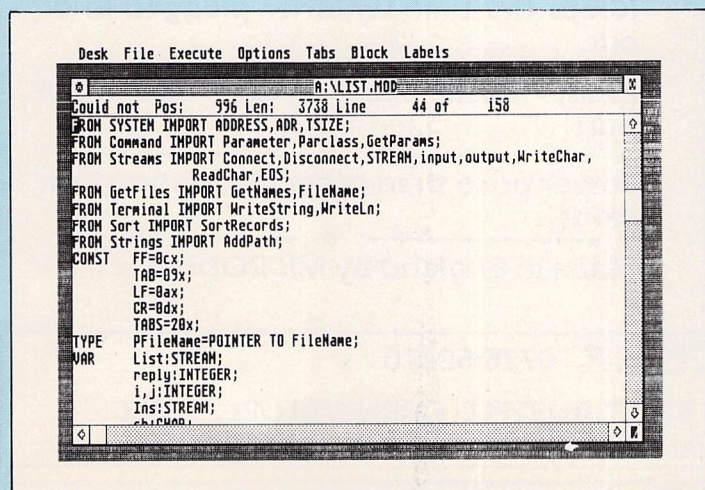 Desk File Execute Options Tabs Block Labels
A:\LIST.MOD
Could not Pos: 996 Len: 3738 Line 44 of 158
FROM SYSTEM IMPORT ADDRESS,ADR,TSIZE;
FROM Command IMPORT Parameter,Parclass,GetParams;
FROM Streams IMPORT Connect,Disconnect,STREAM,input,output,WriteChar,
ReadChar,EOS;
FROM GetFiles IMPORT GetNames,FileName;
FROM Terminal IMPORT WriteString,WriteLn;
FROM Sort IMPORT SortRecords;
FROM Strings IMPORT AddPath;
CONST FF=0cx;
TAB=09x;
LF=0ax;
CR=0dx;
TABS=20x;
TYPE PFileName=POINTER TO FileName;
VAR List:STREAM;
reply:INTEGER;
i,j:INTEGER;
Ins:STREAM;